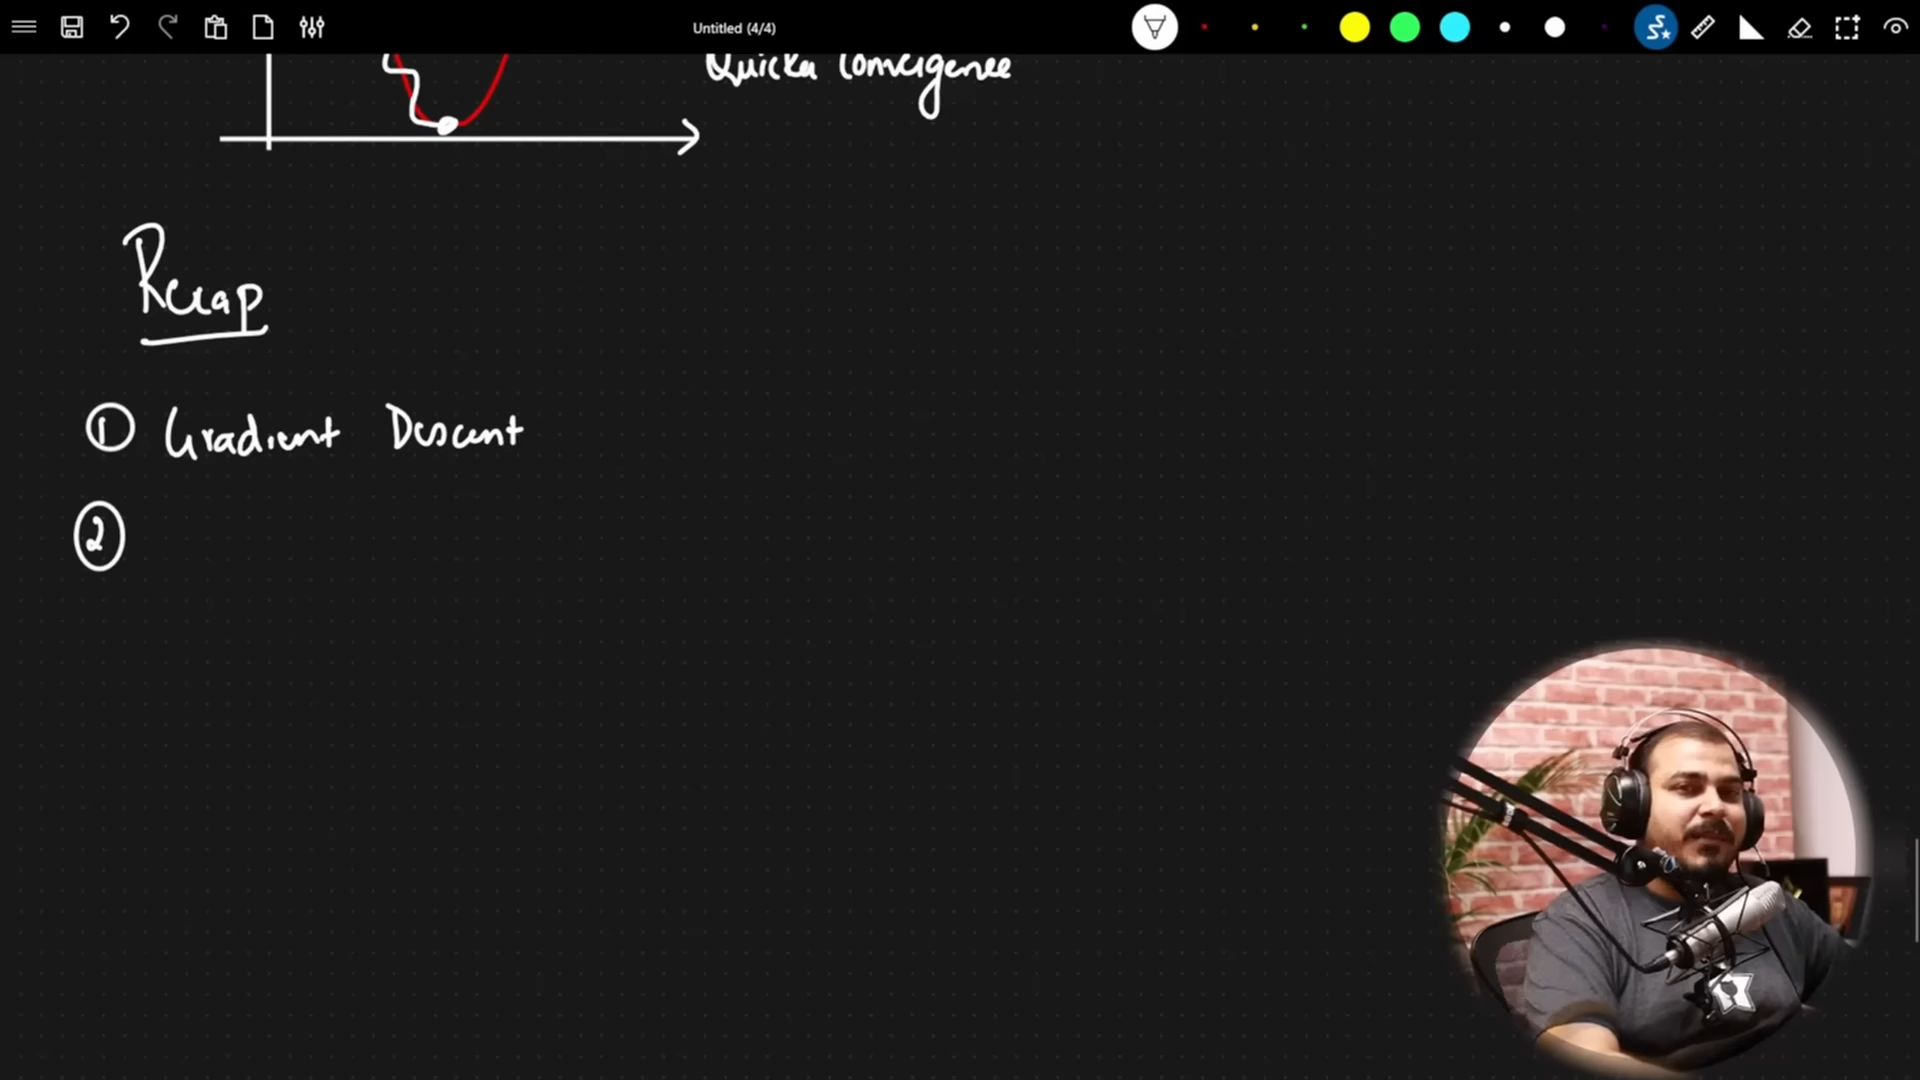 Untitled (4/4)
Quicker Convergence
Recap
① Gradient Descent
②